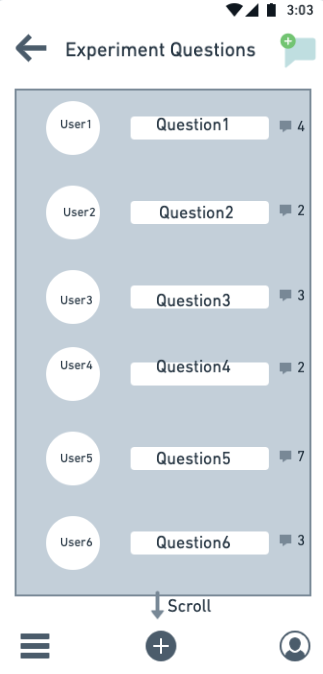 3:03
Experiment Questions
User1 Question1 4
User2 Question2 2
User3 Question3 3
User4 Question4 2
User5 Question5 7
User6 Question6 3
Scroll